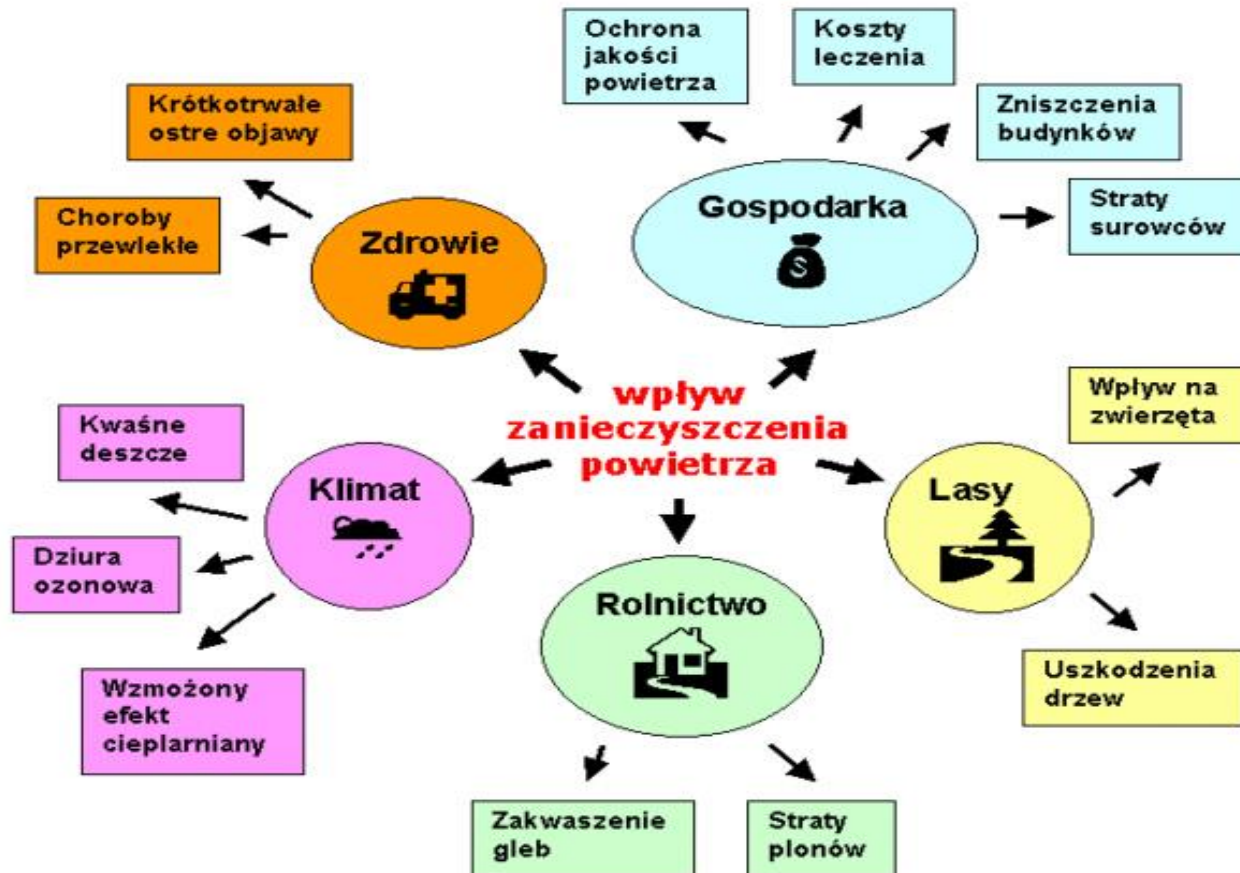 Ochrona
jakości
powietrza
Koszty
leczenia
Zniszczenia
budynków
Straty
surowców
Gospodarka
S
Krótkotrwałe
ostre objawy
Choroby
przewlekłe
Zdrowie
wpływ
zanieczyszczenia
powietrza
Wpływ na
zwierzęta
Lasy
Uszkodzenia
drzew
Kwaśne
deszcze
Klimat
Dziura
ozonowa
Wzmożony
efekt
cieplarniany
Rolnictwo
Zakwaszenie
gleb
Straty
plonów